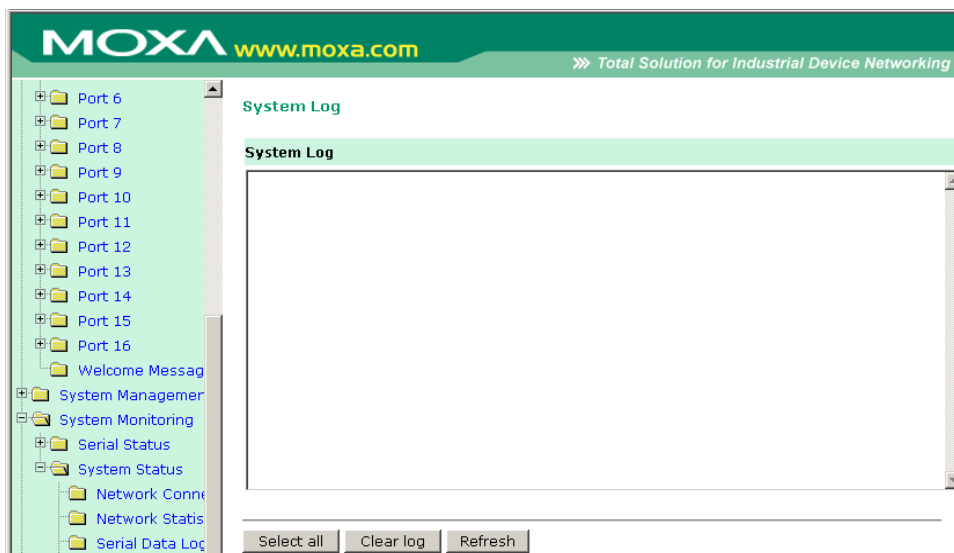 MOXA www.moxa.com
Total Solution for Industrial Device Networking
Port 6
Port 7
Port 8
Port 9
Port 10
Port 11
Port 12
Port 13
Port 14
Port 15
Port 16
Welcome Messag
System Managemer
System Monitoring
Serial Status
System Status
Network Conne
Network Statis
Serial Data Log
System Log
System Log
Select all Clear log Refresh